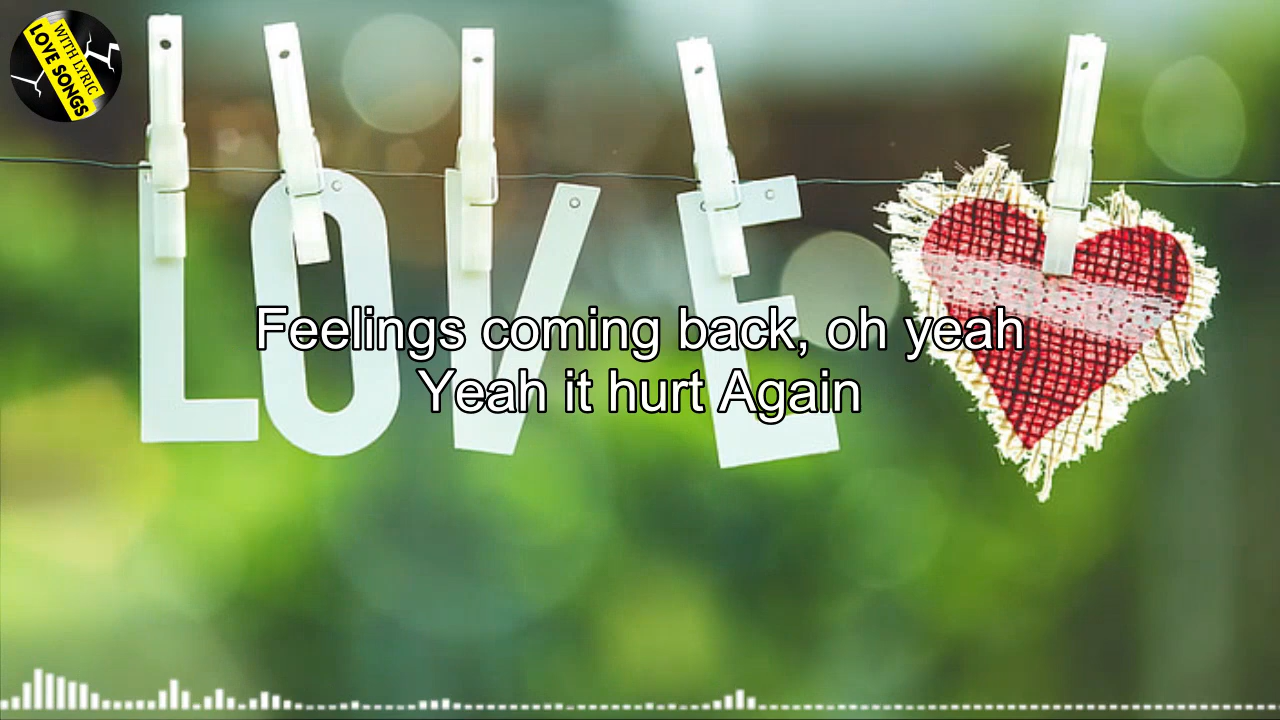 WITH LYRIC
LOVE SONGS
L O V E
Feelings coming back, oh yeah
Yeah it hurt Again